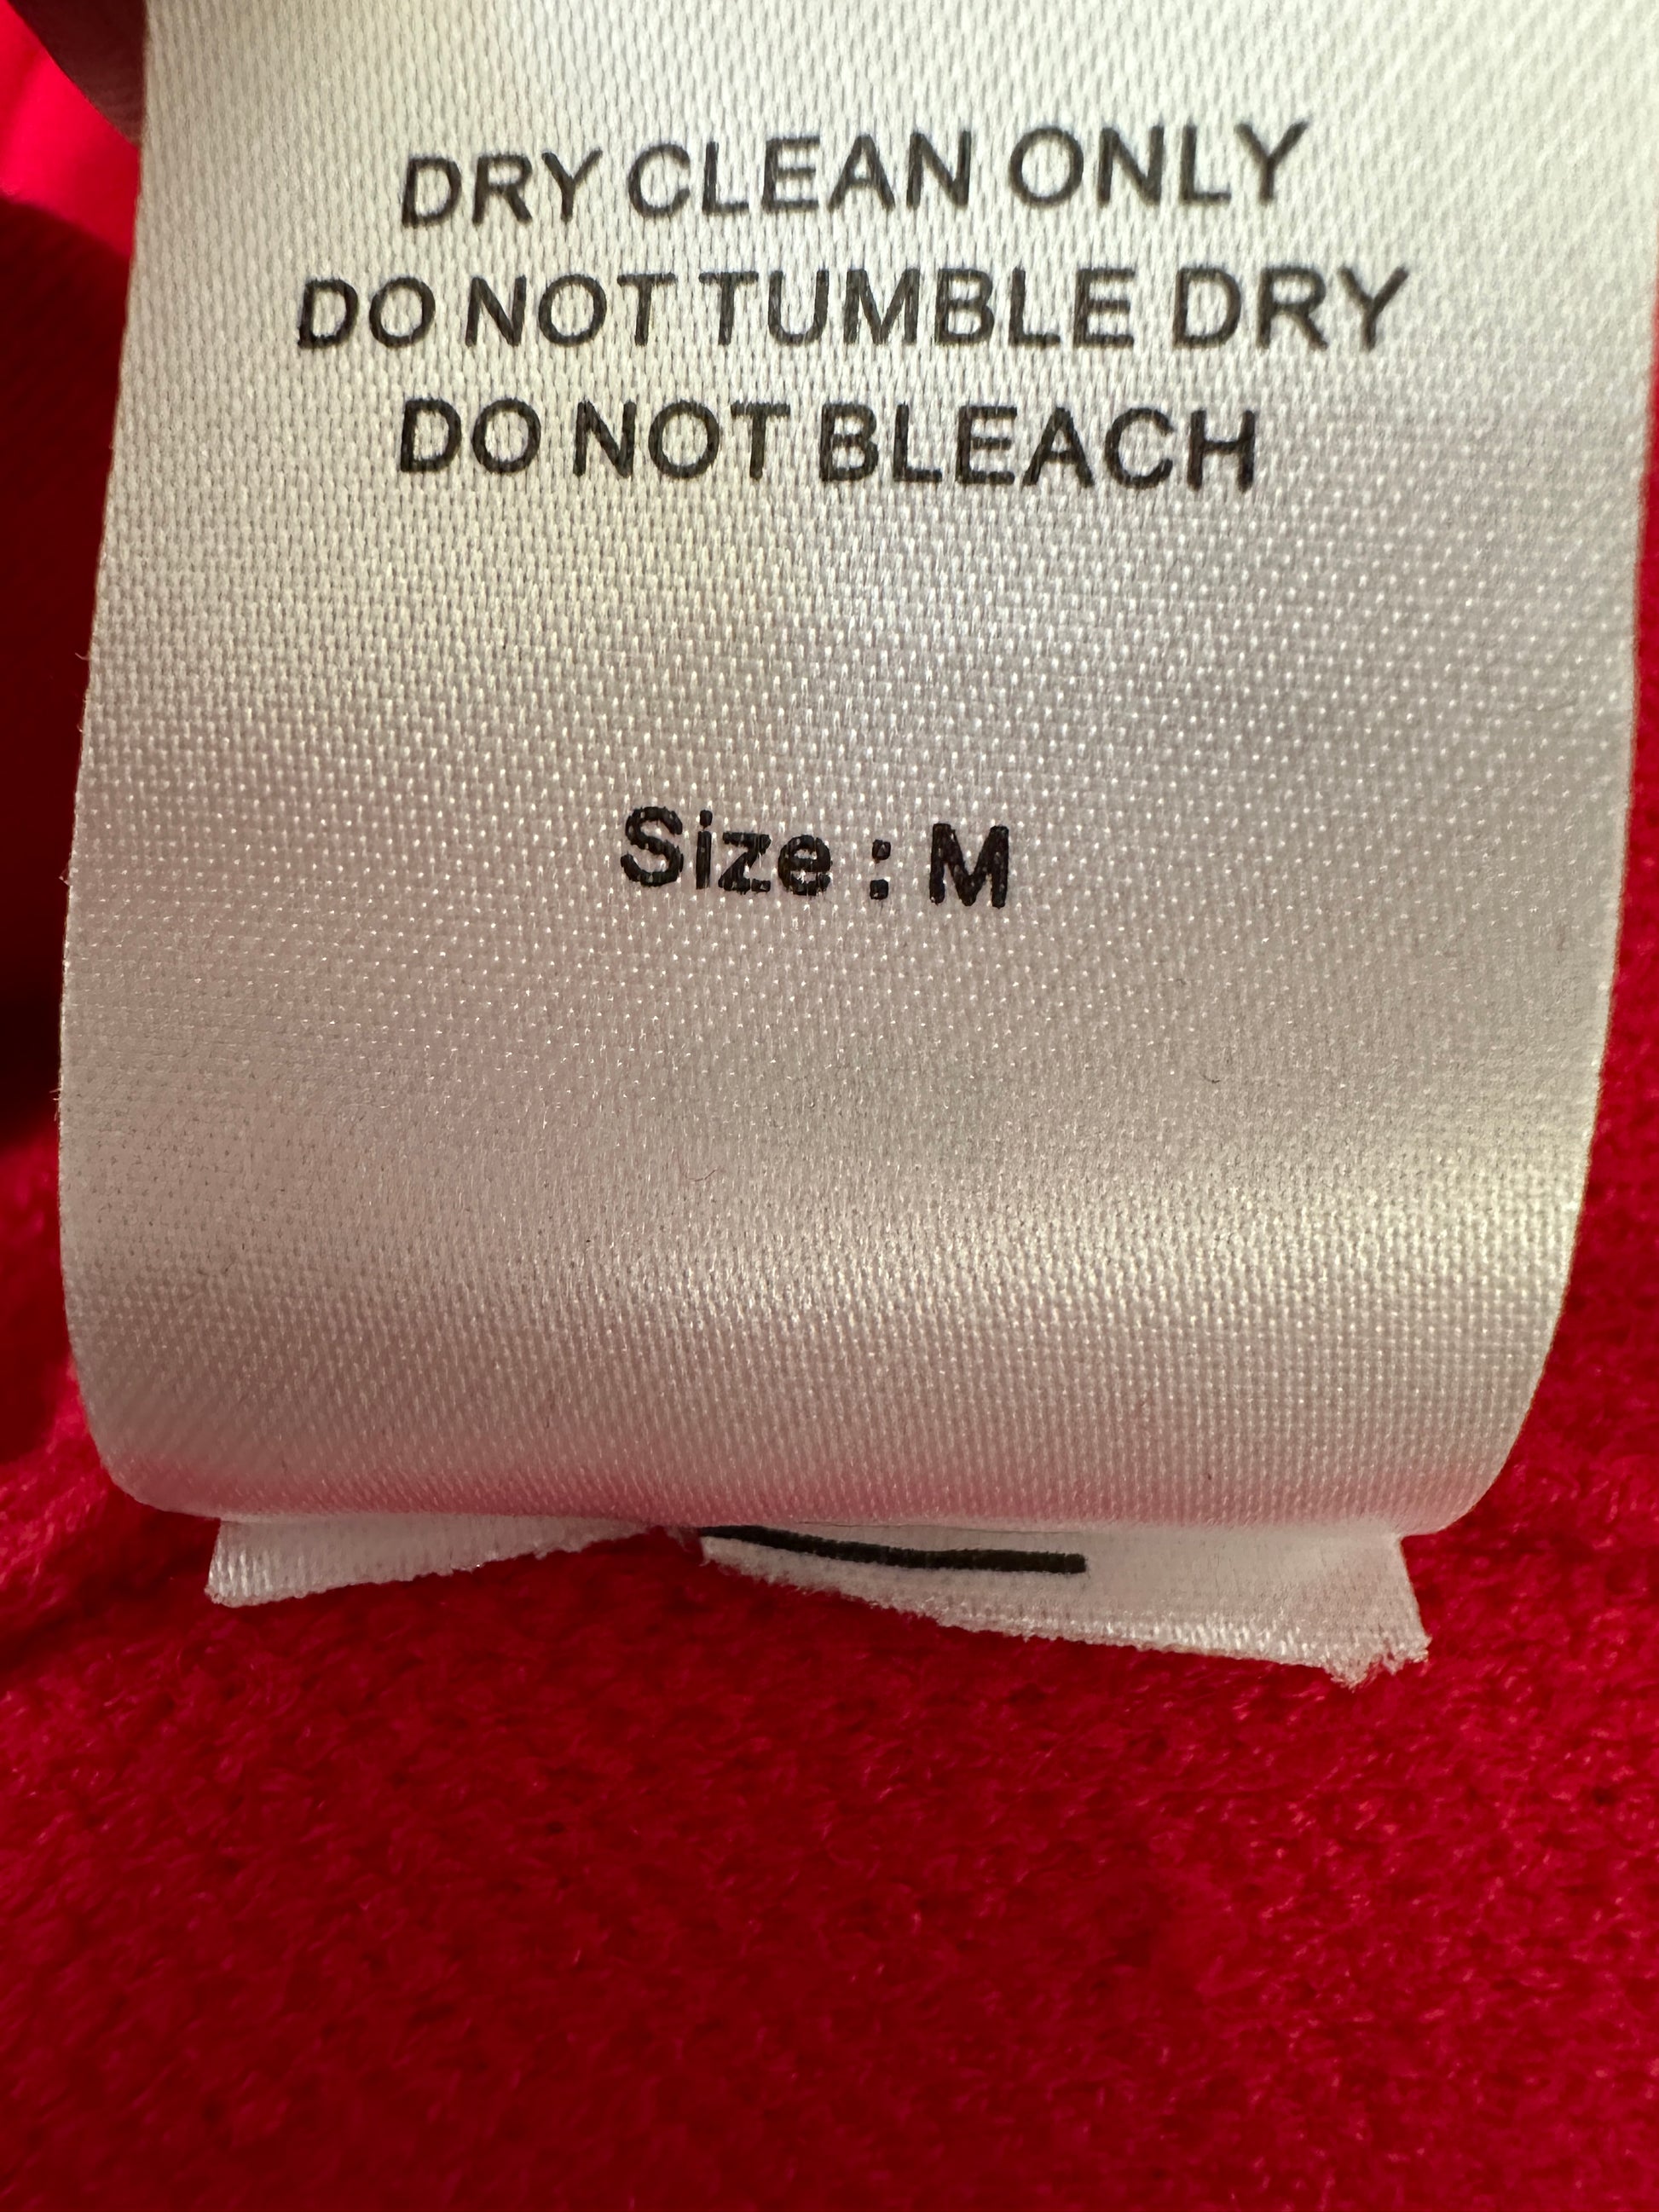 DRY CLEAN ONLY
DO NOT TUMBLE DRY
DO NOT BLEACH
Size : M